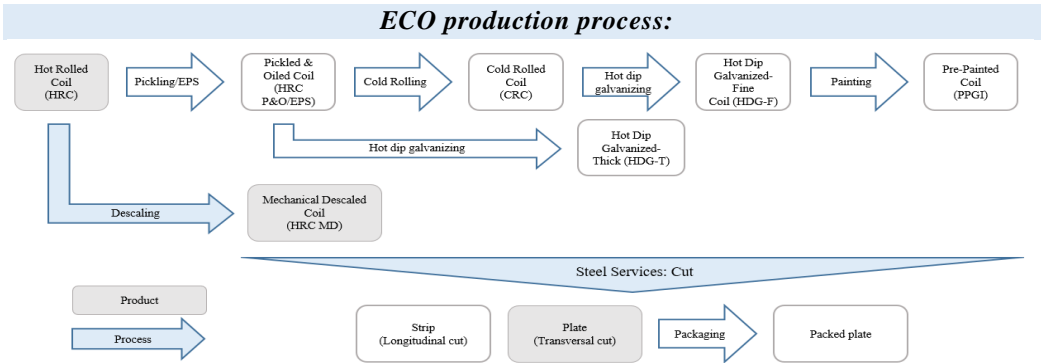 ECO production process:
Hot Rolled
Coil
(HRC)
Pickling/EPS
Pickled &
Oiled Coil
(HRC
P&O/EPS)
Cold Rolling
Cold Rolled
Coil
(CRC)
Hot dip
galvanizing
Hot Dip
Galvanized-
Fine
Coil (HDG-F)
Painting
Pre-Painted
Coil
(PPGI)
Hot dip galvanizing
Hot Dip
Galvanized-
Thick (HDG-T)
Descaling
Mechanical Descaled
Coil
(HRC MD)
Steel Services: Cut
Product
Process
Strip
(Longitudinal cut)
Plate
(Transversal cut)
Packaging
Packed plate